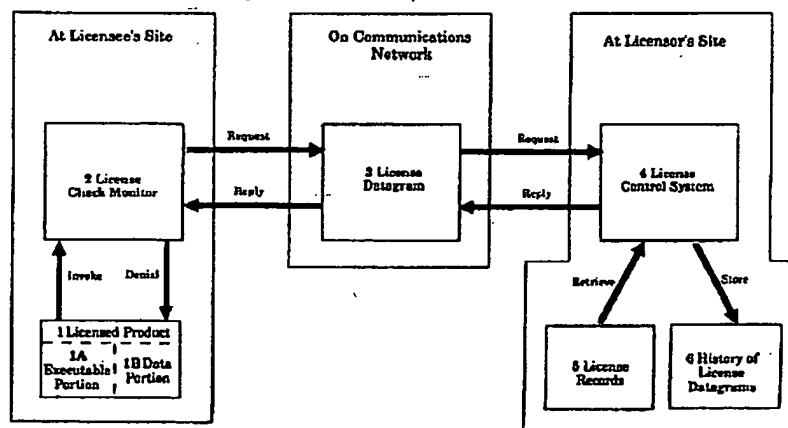 At Licensee's Site
On Communications
Network
At Licensor's Site
Request
Request
2 License
Check Monitor
3 License
Datagram
4 License
Control System
Reply
Reply
Invoke
Denial
Retrieve
Store
1 Licensed Product
1A
Executable
Portion
1B Data
Portion
5 License
Records
6 History of
License
Datagrams